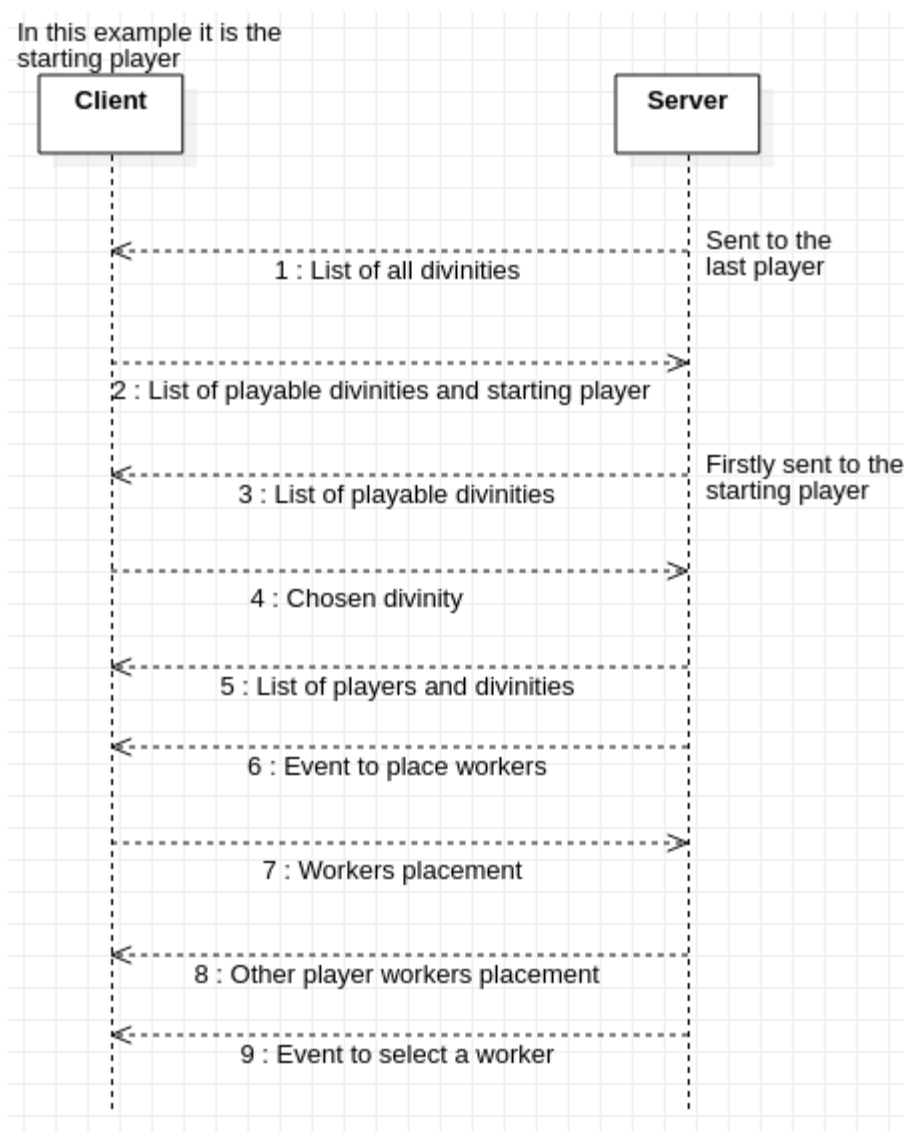 In this example it is the
starting player
Client
Server
Sent to the
last player
1 : List of all divinities
2 : List of playable divinities and starting player
Firstly sent to the
starting player
3 : List of playable divinities
4 : Chosen divinity
5 : List of players and divinities
6 : Event to place workers
7 : Workers placement
8 : Other player workers placement
9 : Event to select a worker